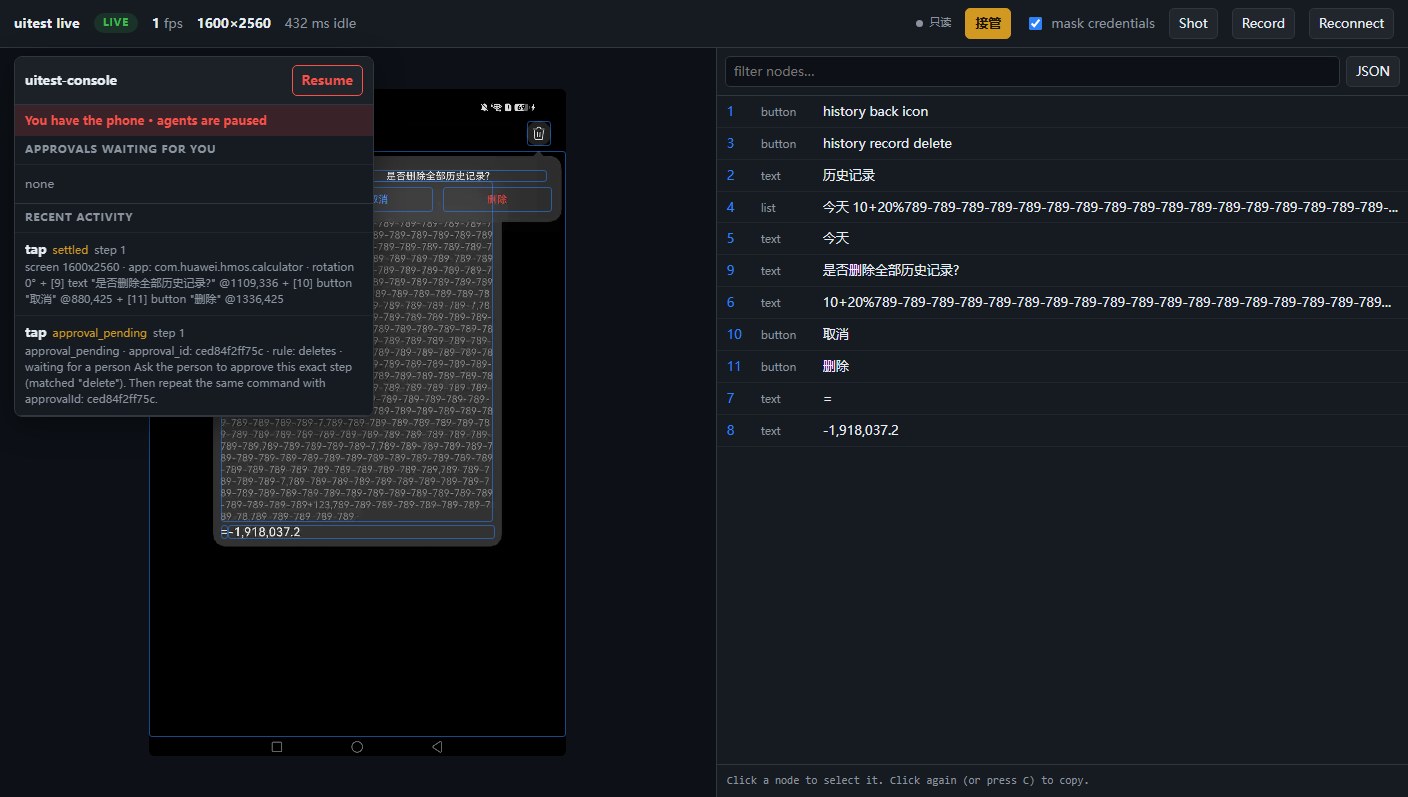 uitest live LIVE 1 fps 1600×2560 432 ms idle
只读 接管 mask credentials Shot Record Reconnect
uitest-console Resume
You have the phone • agents are paused
APPROVALS WAITING FOR YOU
none
RECENT ACTIVITY
tap settled step 1
screen 1600x2560 · app: com.huawei.hmos.calculator · rotation
0° + [9] text "是否删除全部历史记录?" @1109,336 + [10] button
"取消" @880,425 + [11] button "删除" @1336,425
tap approval_pending step 1
approval_pending · approval_id: ced84f2ff75c · rule: deletes ·
waiting for a person Ask the person to approve this exact step
(matched "delete"). Then repeat the same command with
approvalId: ced84f2ff75c.
是否删除全部历史记录?
取消 删除
=-1,918,037.2
filter nodes... JSON
1 button history back icon
3 button history record delete
2 text 历史记录
4 list 今天 10+20%789-789-789-789-789-789-789-789-789-789-789-789-789-789-789-789-...
5 text 今天
9 text 是否删除全部历史记录?
6 text 10+20%789-789-789-789-789-789-789-789-789-789-789-789-789-789-789-789-789...
10 button 取消
11 button 删除
7 text =
8 text -1,918,037.2
Click a node to select it. Click again (or press C) to copy.